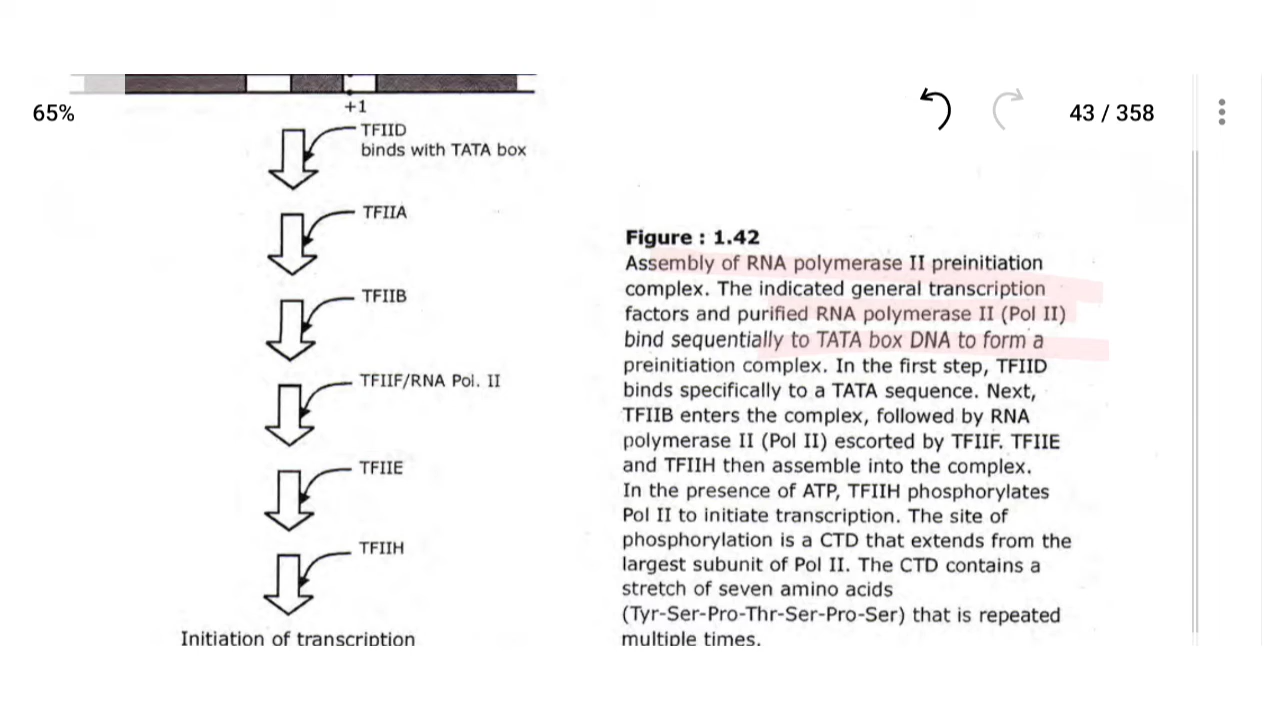 +1
65%
43 / 358
TFIID
binds with TATA box
TFIIA
TFIIB
TFIIF/RNA Pol. II
TFIIE
TFIIH
Initiation of transcription
Figure : 1.42
Assembly of RNA polymerase II preinitiation
complex. The indicated general transcription
factors and purified RNA polymerase II (Pol II)
bind sequentially to TATA box DNA to form a
preinitiation complex. In the first step, TFIID
binds specifically to a TATA sequence. Next,
TFIIB enters the complex, followed by RNA
polymerase II (Pol II) escorted by TFIIF. TFIIE
and TFIIH then assemble into the complex.
In the presence of ATP, TFIIH phosphorylates
Pol II to initiate transcription. The site of
phosphorylation is a CTD that extends from the
largest subunit of Pol II. The CTD contains a
stretch of seven amino acids
(Tyr-Ser-Pro-Thr-Ser-Pro-Ser) that is repeated
multiple times.